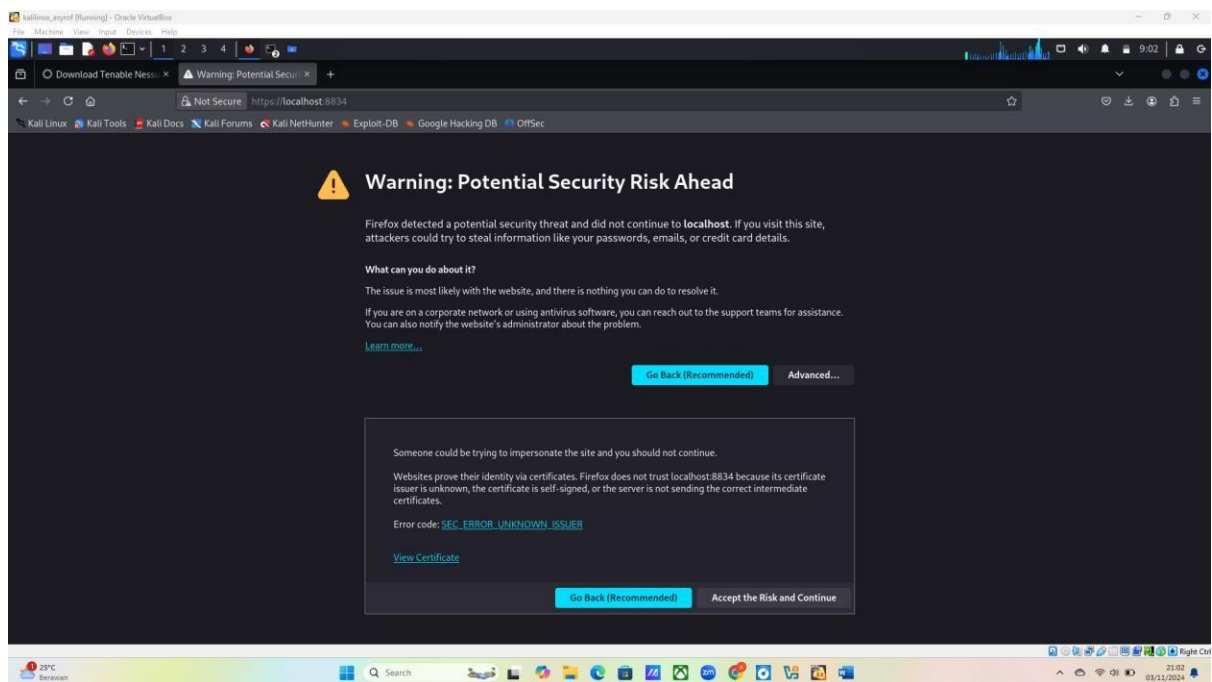 kalilinux_asyrof [Running] - Oracle VirtualBox
File Machine View Input Devices Help
1 2 3 4
9:02
Download Tenable Nessu
Warning: Potential Securi
Not Secure https://localhost:8834
Kali Linux Kali Tools Kali Docs Kali Forums Kali NetHunter Exploit-DB Google Hacking DB OffSec
Warning: Potential Security Risk Ahead
Firefox detected a potential security threat and did not continue to localhost. If you visit this site,
attackers could try to steal information like your passwords, emails, or credit card details.
What can you do about it?
The issue is most likely with the website, and there is nothing you can do to resolve it.
If you are on a corporate network or using antivirus software, you can reach out to the support teams for assistance.
You can also notify the website's administrator about the problem.
Learn more...
Go Back (Recommended) Advanced...
Someone could be trying to impersonate the site and you should not continue.
Websites prove their identity via certificates. Firefox does not trust localhost:8834 because its certificate
issuer is unknown, the certificate is self-signed, or the server is not sending the correct intermediate
certificates.
Error code: SEC_ERROR_UNKNOWN_ISSUER
View Certificate
Go Back (Recommended) Accept the Risk and Continue
Right Ctrl
25°C
Berawan
Search
21:02
03/11/2024